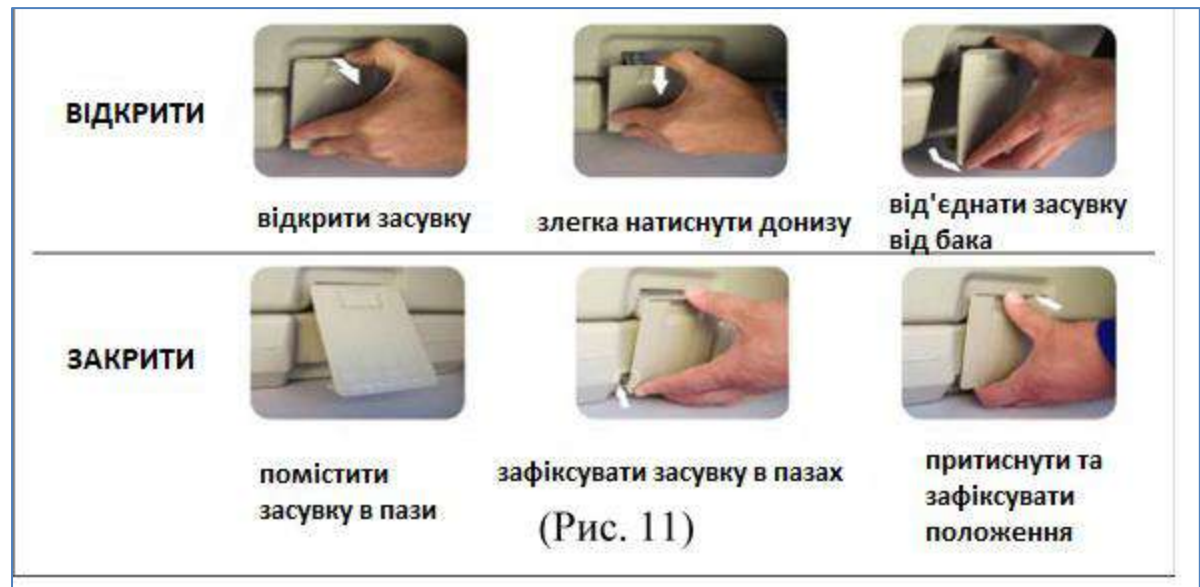 ВІДКРИТИ
відкрити засувку
злегка натиснути донизу
від'єднати засувку
від бака
ЗАКРИТИ
помістити
засувку в пази
зафіксувати засувку в пазах
притиснути та
зафіксувати
положення
(Рис. 11)